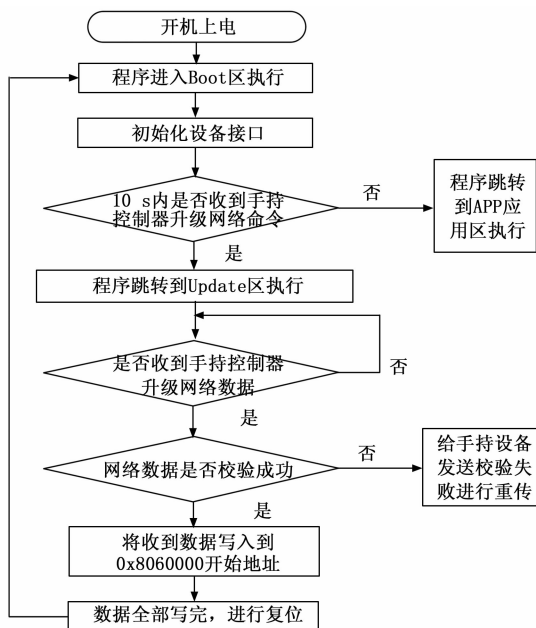 开机上电
程序进入Boot区执行
初始化设备接口
10 s内是否收到手持
控制器升级网络命令
否
程序跳转
到APP应
用区执行
是
程序跳转到Update区执行
是否收到手持控制器
升级网络数据
否
是
网络数据是否校验成功
否
给手持设备
发送校验失
败进行重传
是
将收到数据写入到
0x8060000开始地址
数据全部写完，进行复位